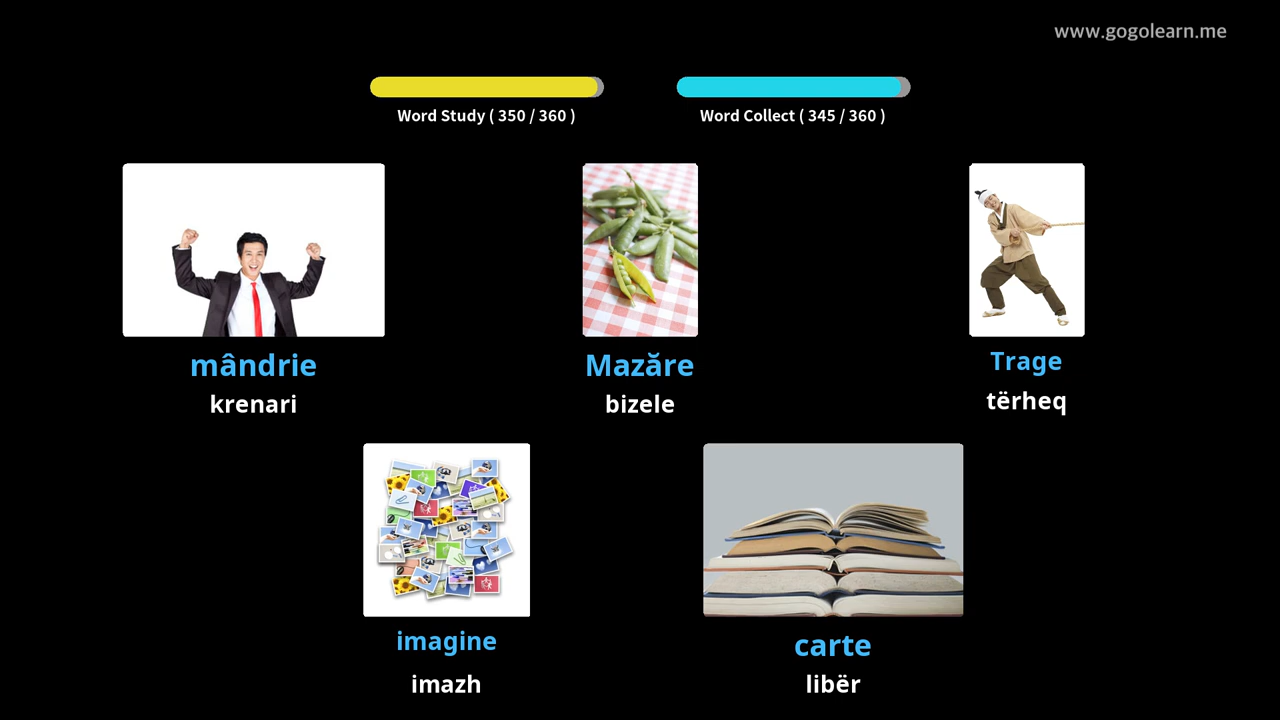 www.gogolearn.me
Word Study ( 350 / 360 )
Word Collect ( 345 / 360 )
mândrie
krenari
Mazăre
bizele
Trage
tërheq
imagine
imazh
carte
libër